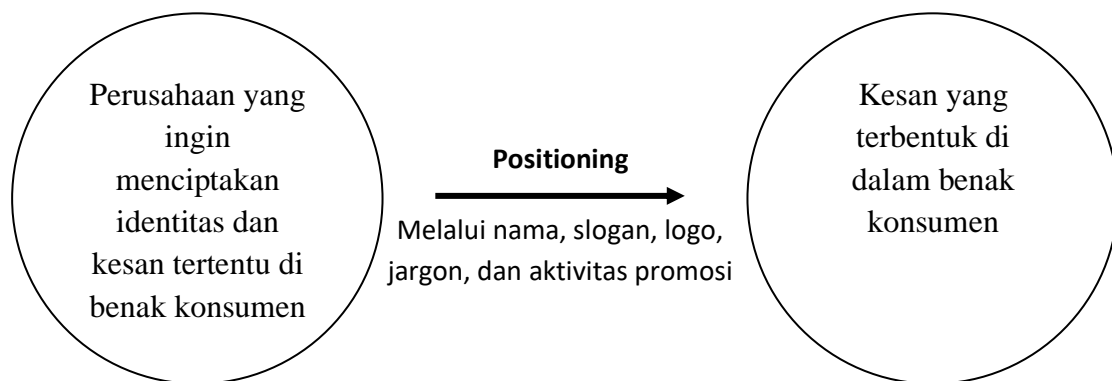 Perusahaan yang
ingin
menciptakan
identitas dan
kesan tertentu di
benak konsumen
Positioning
Melalui nama, slogan, logo,
jargon, dan aktivitas promosi
Kesan yang
terbentuk di
dalam benak
konsumen